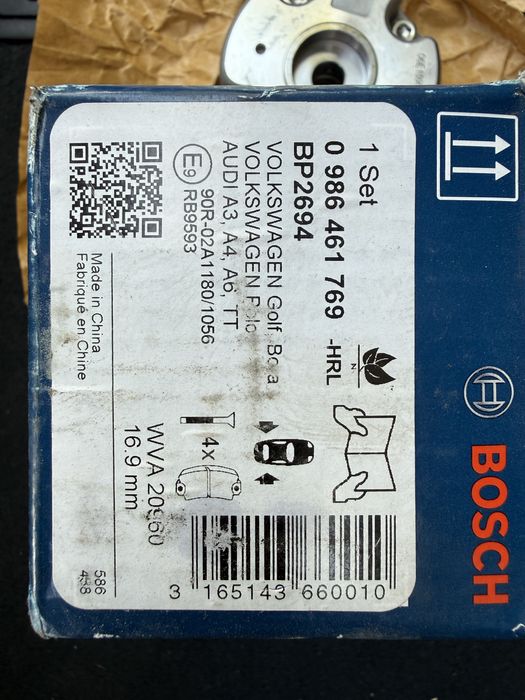 BOSCH
1 Set
0 986 461 769 -HRL
BP2694
N
VOLKSWAGEN Golf, Bora
VOLKSWAGEN Polo
AUDI A3, A4, A6, TT
E9 90R-02A1180/1056
RB9593
Made in China
Fabriqué en Chine
4x
WVA 20960
16.9 mm
586
438
3 165143 660010